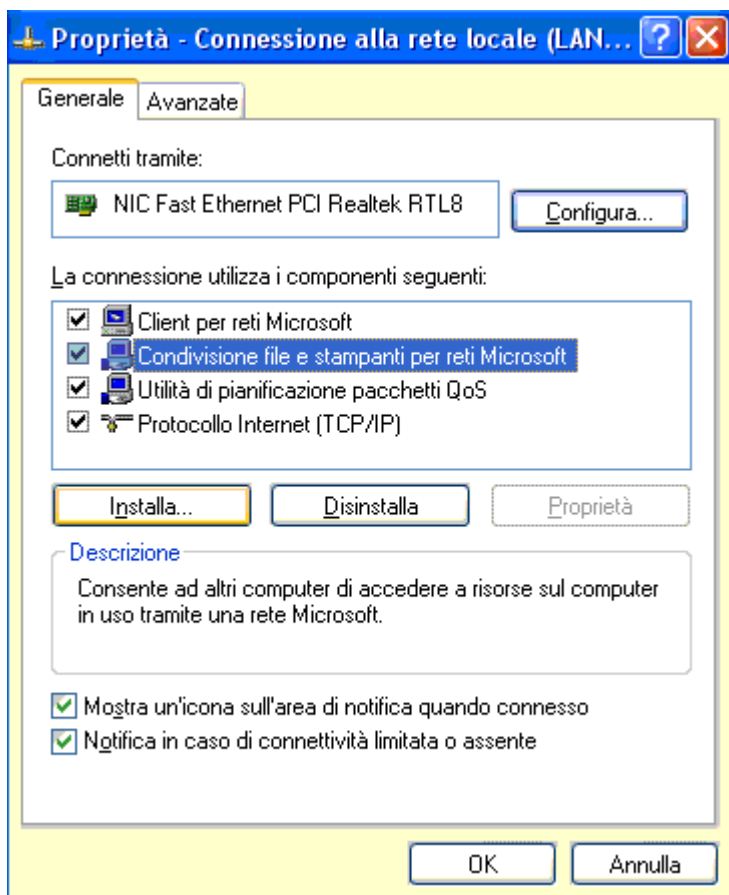 Proprietà - Connessione alla rete locale (LAN...
Generale
Avanzate
Connetti tramite:
NIC Fast Ethernet PCI Realtek RTL8
Configura...
La connessione utilizza i componenti seguenti:
Client per reti Microsoft
Condivisione file e stampanti per reti Microsoft
Utilità di pianificazione pacchetti QoS
Protocollo Internet (TCP/IP)
Installa...
Disinstalla
Proprietà
Descrizione
Consente ad altri computer di accedere a risorse sul computer
in uso tramite una rete Microsoft.
Mostra un'icona sull'area di notifica quando connesso
Notifica in caso di connettività limitata o assente
OK
Annulla